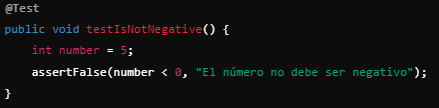 @Test
public void testIsNotNegative() {
    int number = 5;
    assertFalse(number < 0, "El número no debe ser negativo");
}